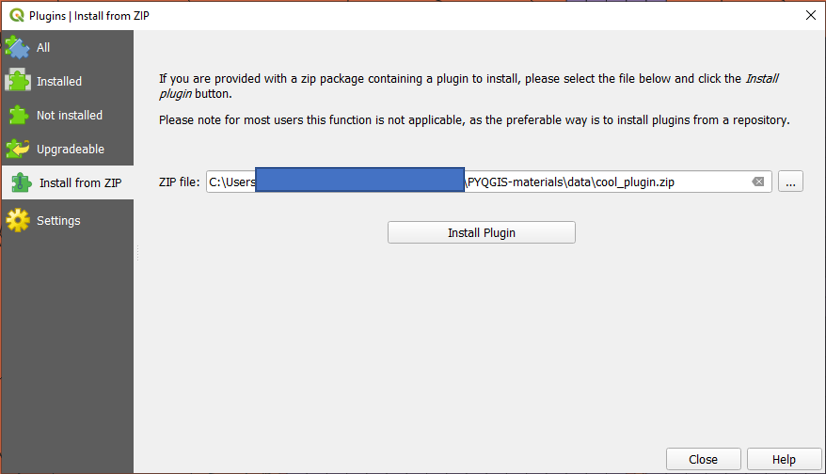 Plugins | Install from ZIP
All
Installed
Not installed
Upgradeable
Install from ZIP
Settings
If you are provided with a zip package containing a plugin to install, please select the file below and click the Install
plugin button.
Please note for most users this function is not applicable, as the preferable way is to install plugins from a repository.
ZIP file: C:\Users \PYQGIS-materials\data\cool_plugin.zip ...
Install Plugin
Close Help